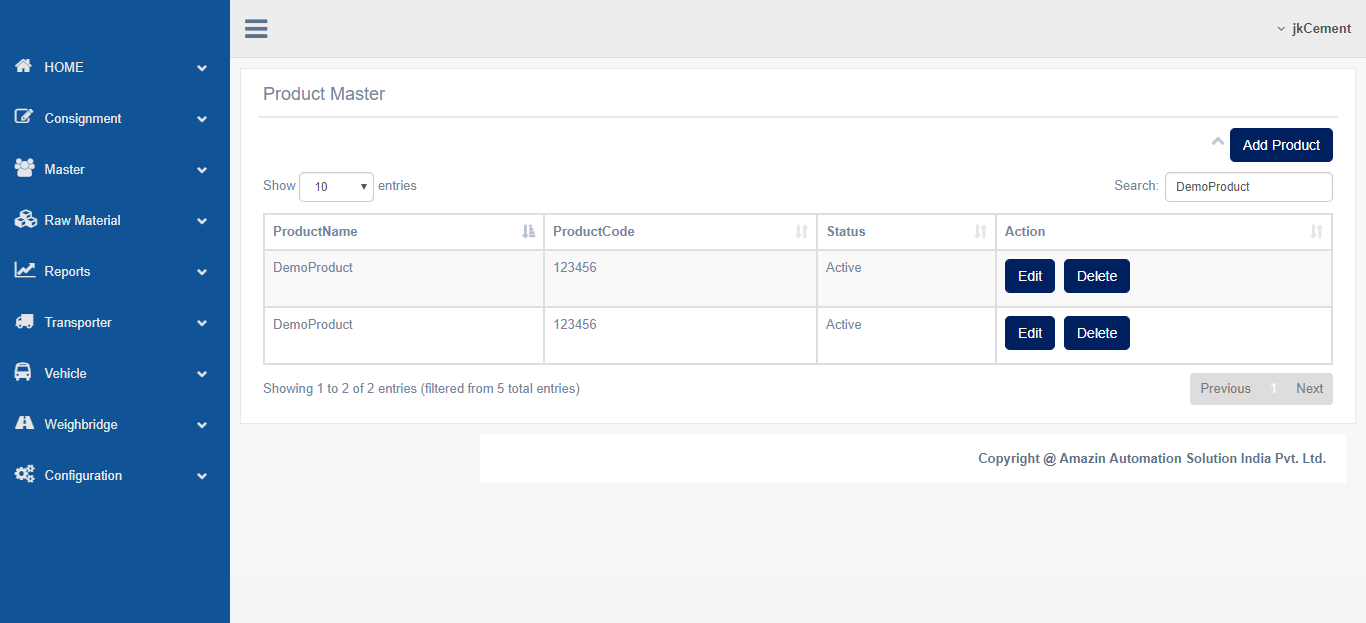 jkCement
HOME
Consignment
Master
Raw Material
Reports
Transporter
Vehicle
Weighbridge
Configuration
Product Master
Add Product
Show 10 entries
Search: DemoProduct
ProductName ProductCode Status Action
DemoProduct 123456 Active Edit Delete
DemoProduct 123456 Active Edit Delete
Showing 1 to 2 of 2 entries (filtered from 5 total entries)
Previous 1 Next
Copyright @ Amazin Automation Solution India Pvt. Ltd.